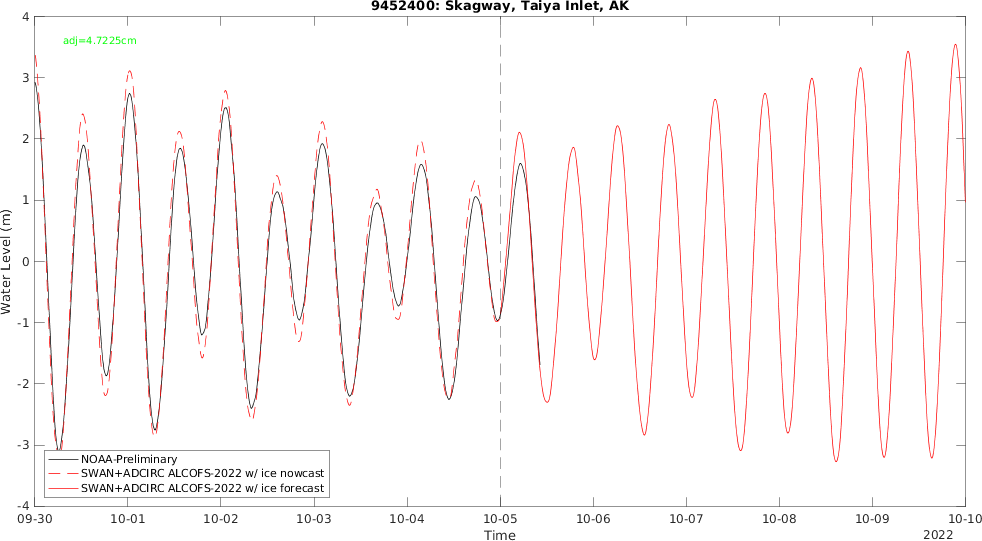 9452400: Skagway, Taiya Inlet, AK
adj=4.7225cm
4
3
2
1
0
-1
-2
-3
-4
Water Level (m)
NOAA-Preliminary
SWAN+ADCIRC ALCOFS-2022 w/ ice nowcast
SWAN+ADCIRC ALCOFS-2022 w/ ice forecast
09-30 10-01 10-02 10-03 10-04 10-05 10-06 10-07 10-08 10-09 10-10
Time
2022